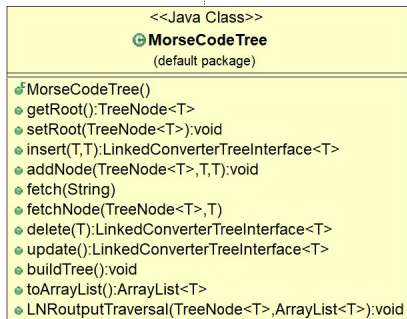 <<Java Class>>
MorseCodeTree
(default package)
MorseCodeTree()
getRoot():TreeNode<T>
setRoot(TreeNode<T>):void
insert(T,T):LinkedConverterTreeInterface<T>
addNode(TreeNode<T>,T,T):void
fetch(String)
fetchNode(TreeNode<T>,T)
delete(T):LinkedConverterTreeInterface<T>
update():LinkedConverterTreeInterface<T>
buildTree():void
toArrayList():ArrayList<T>
LNRoutputTraversal(TreeNode<T>,ArrayList<T>):void